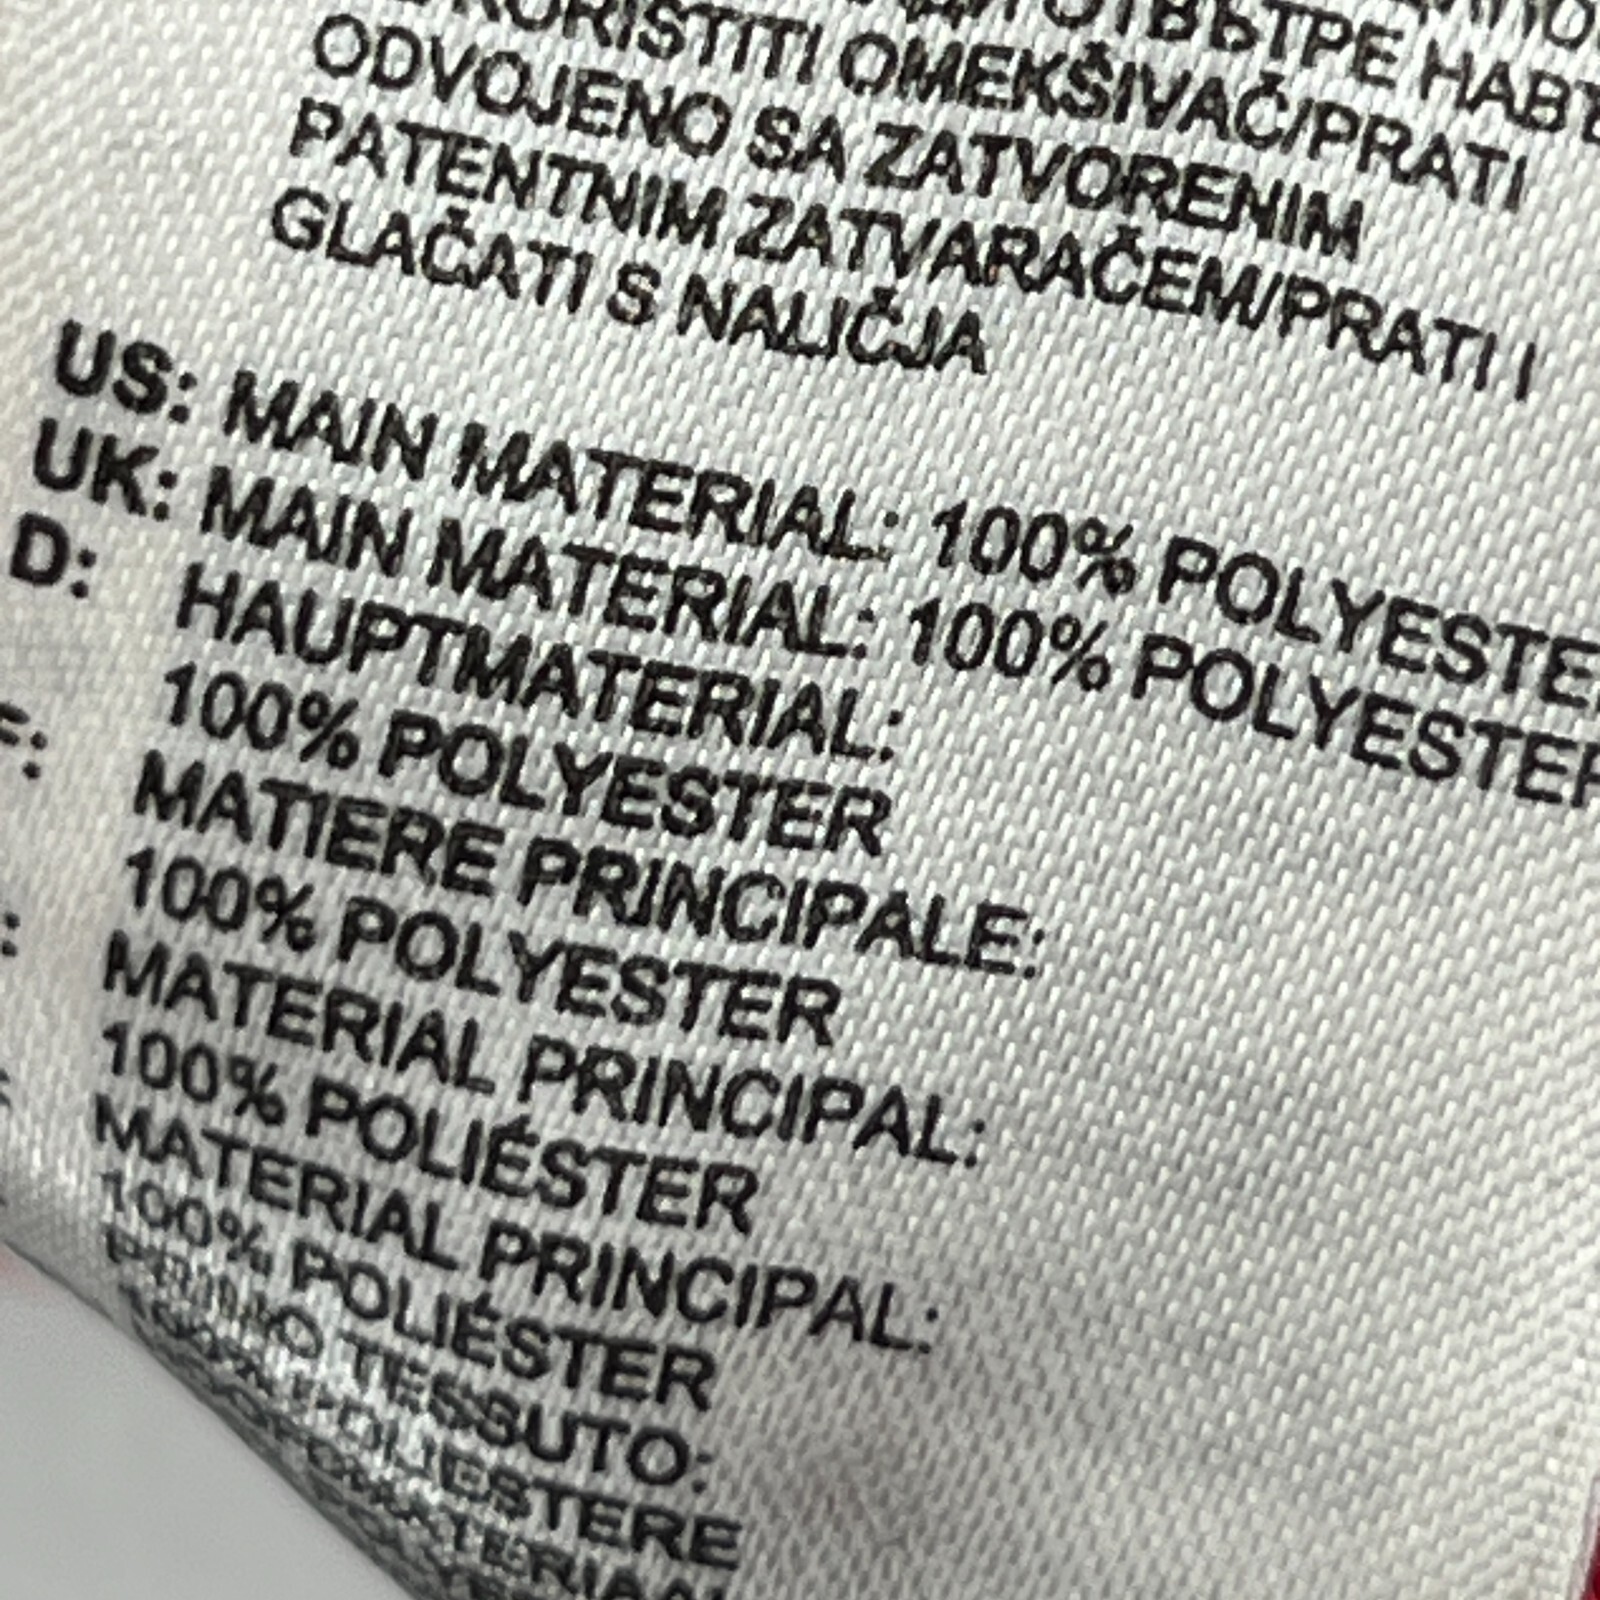 KORISTITI OMEKŠIVAČ/PRATI
ODVOJENO SA ZATVORENIM
PATENTNIM ZATVARAČEM/PRATI I
GLAČATI S NALIČJA
US: MAIN MATERIAL: 100% POLYESTER
UK: MAIN MATERIAL: 100% POLYESTER
D: HAUPTMATERIAL:
100% POLYESTER
F: MATIERE PRINCIPALE:
100% POLYESTER
MATERIAL PRINCIPAL:
100% POLIÉSTER
MATERIAL PRINCIPAL:
100% POLIÉSTER
PRIMO TESSUTO:
100% POLIESTERE